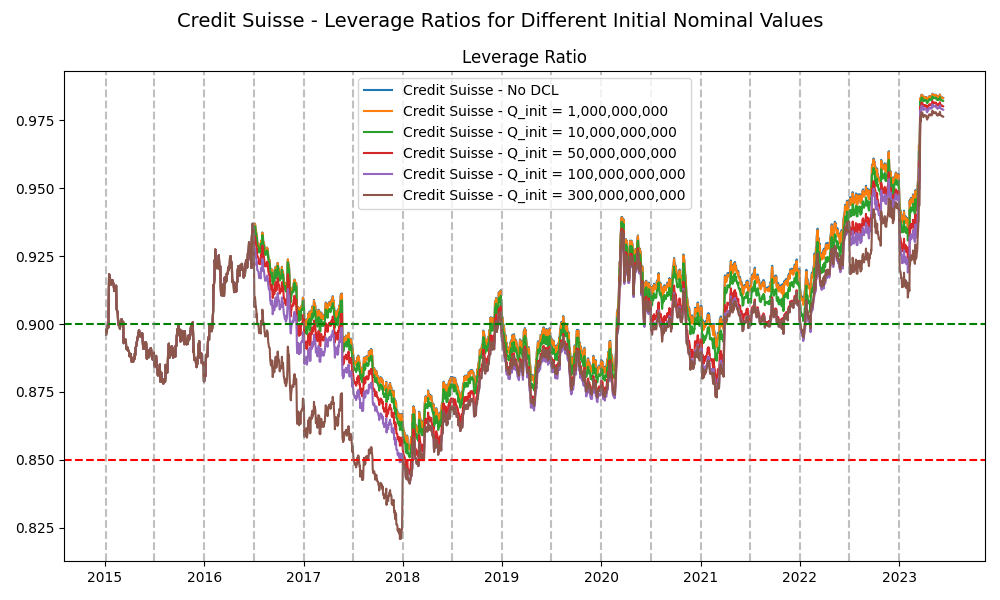 Credit Suisse - Leverage Ratios for Different Initial Nominal Values
Leverage Ratio
Credit Suisse - No DCL
Credit Suisse - Q_init = 1,000,000,000
Credit Suisse - Q_init = 10,000,000,000
Credit Suisse - Q_init = 50,000,000,000
Credit Suisse - Q_init = 100,000,000,000
Credit Suisse - Q_init = 300,000,000,000
0.975
0.950
0.925
0.900
0.875
0.850
0.825
2015 2016 2017 2018 2019 2020 2021 2022 2023